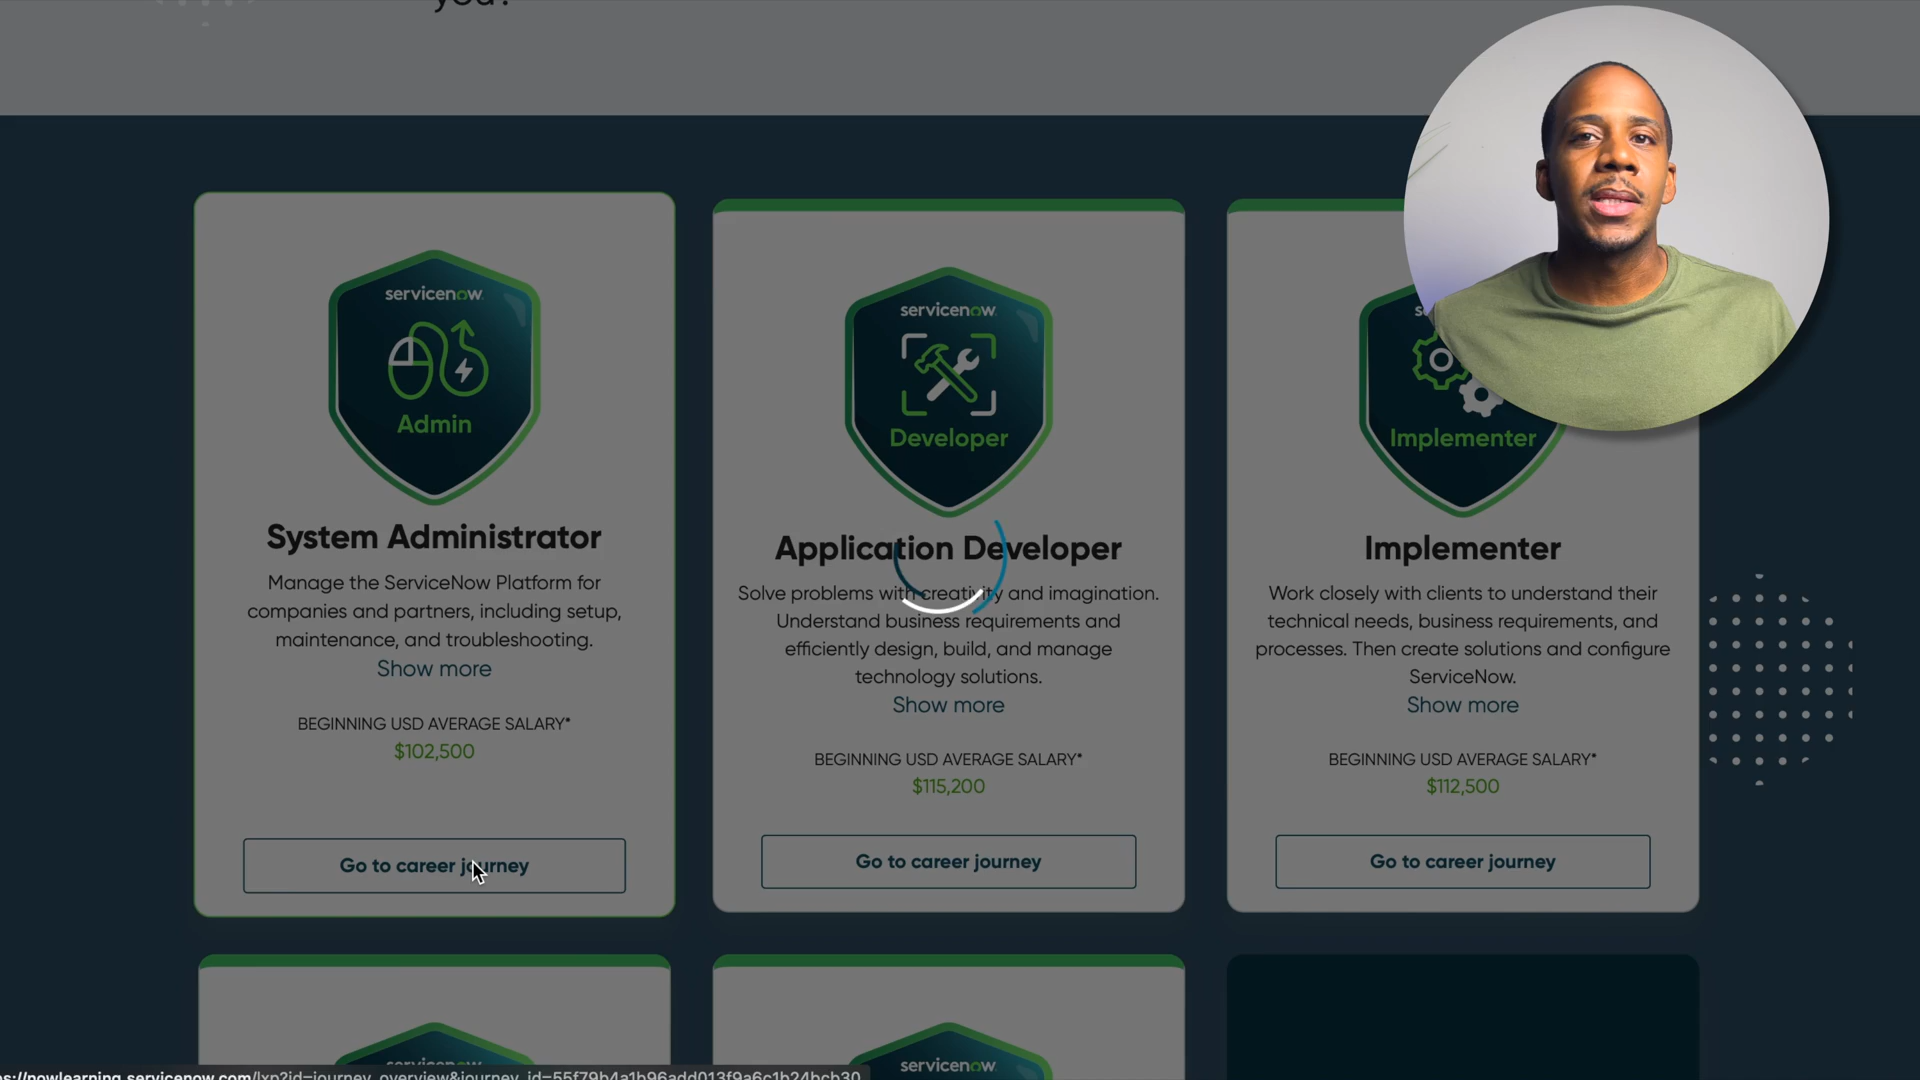 you?
servicenow
Admin
System Administrator
Manage the ServiceNow Platform for
companies and partners, including setup,
maintenance, and troubleshooting.
Show more
BEGINNING USD AVERAGE SALARY*
$102,500
Go to career journey
servicenow
Developer
Application Developer
Solve problems with creativity and imagination.
Understand business requirements and
efficiently design, build, and manage
technology solutions.
Show more
BEGINNING USD AVERAGE SALARY*
$115,200
Go to career journey
Implementer
Implementer
Work closely with clients to understand their
technical needs, business requirements, and
processes. Then create solutions and configure
ServiceNow.
Show more
BEGINNING USD AVERAGE SALARY*
$112,500
Go to career journey
servicenow
servicenow